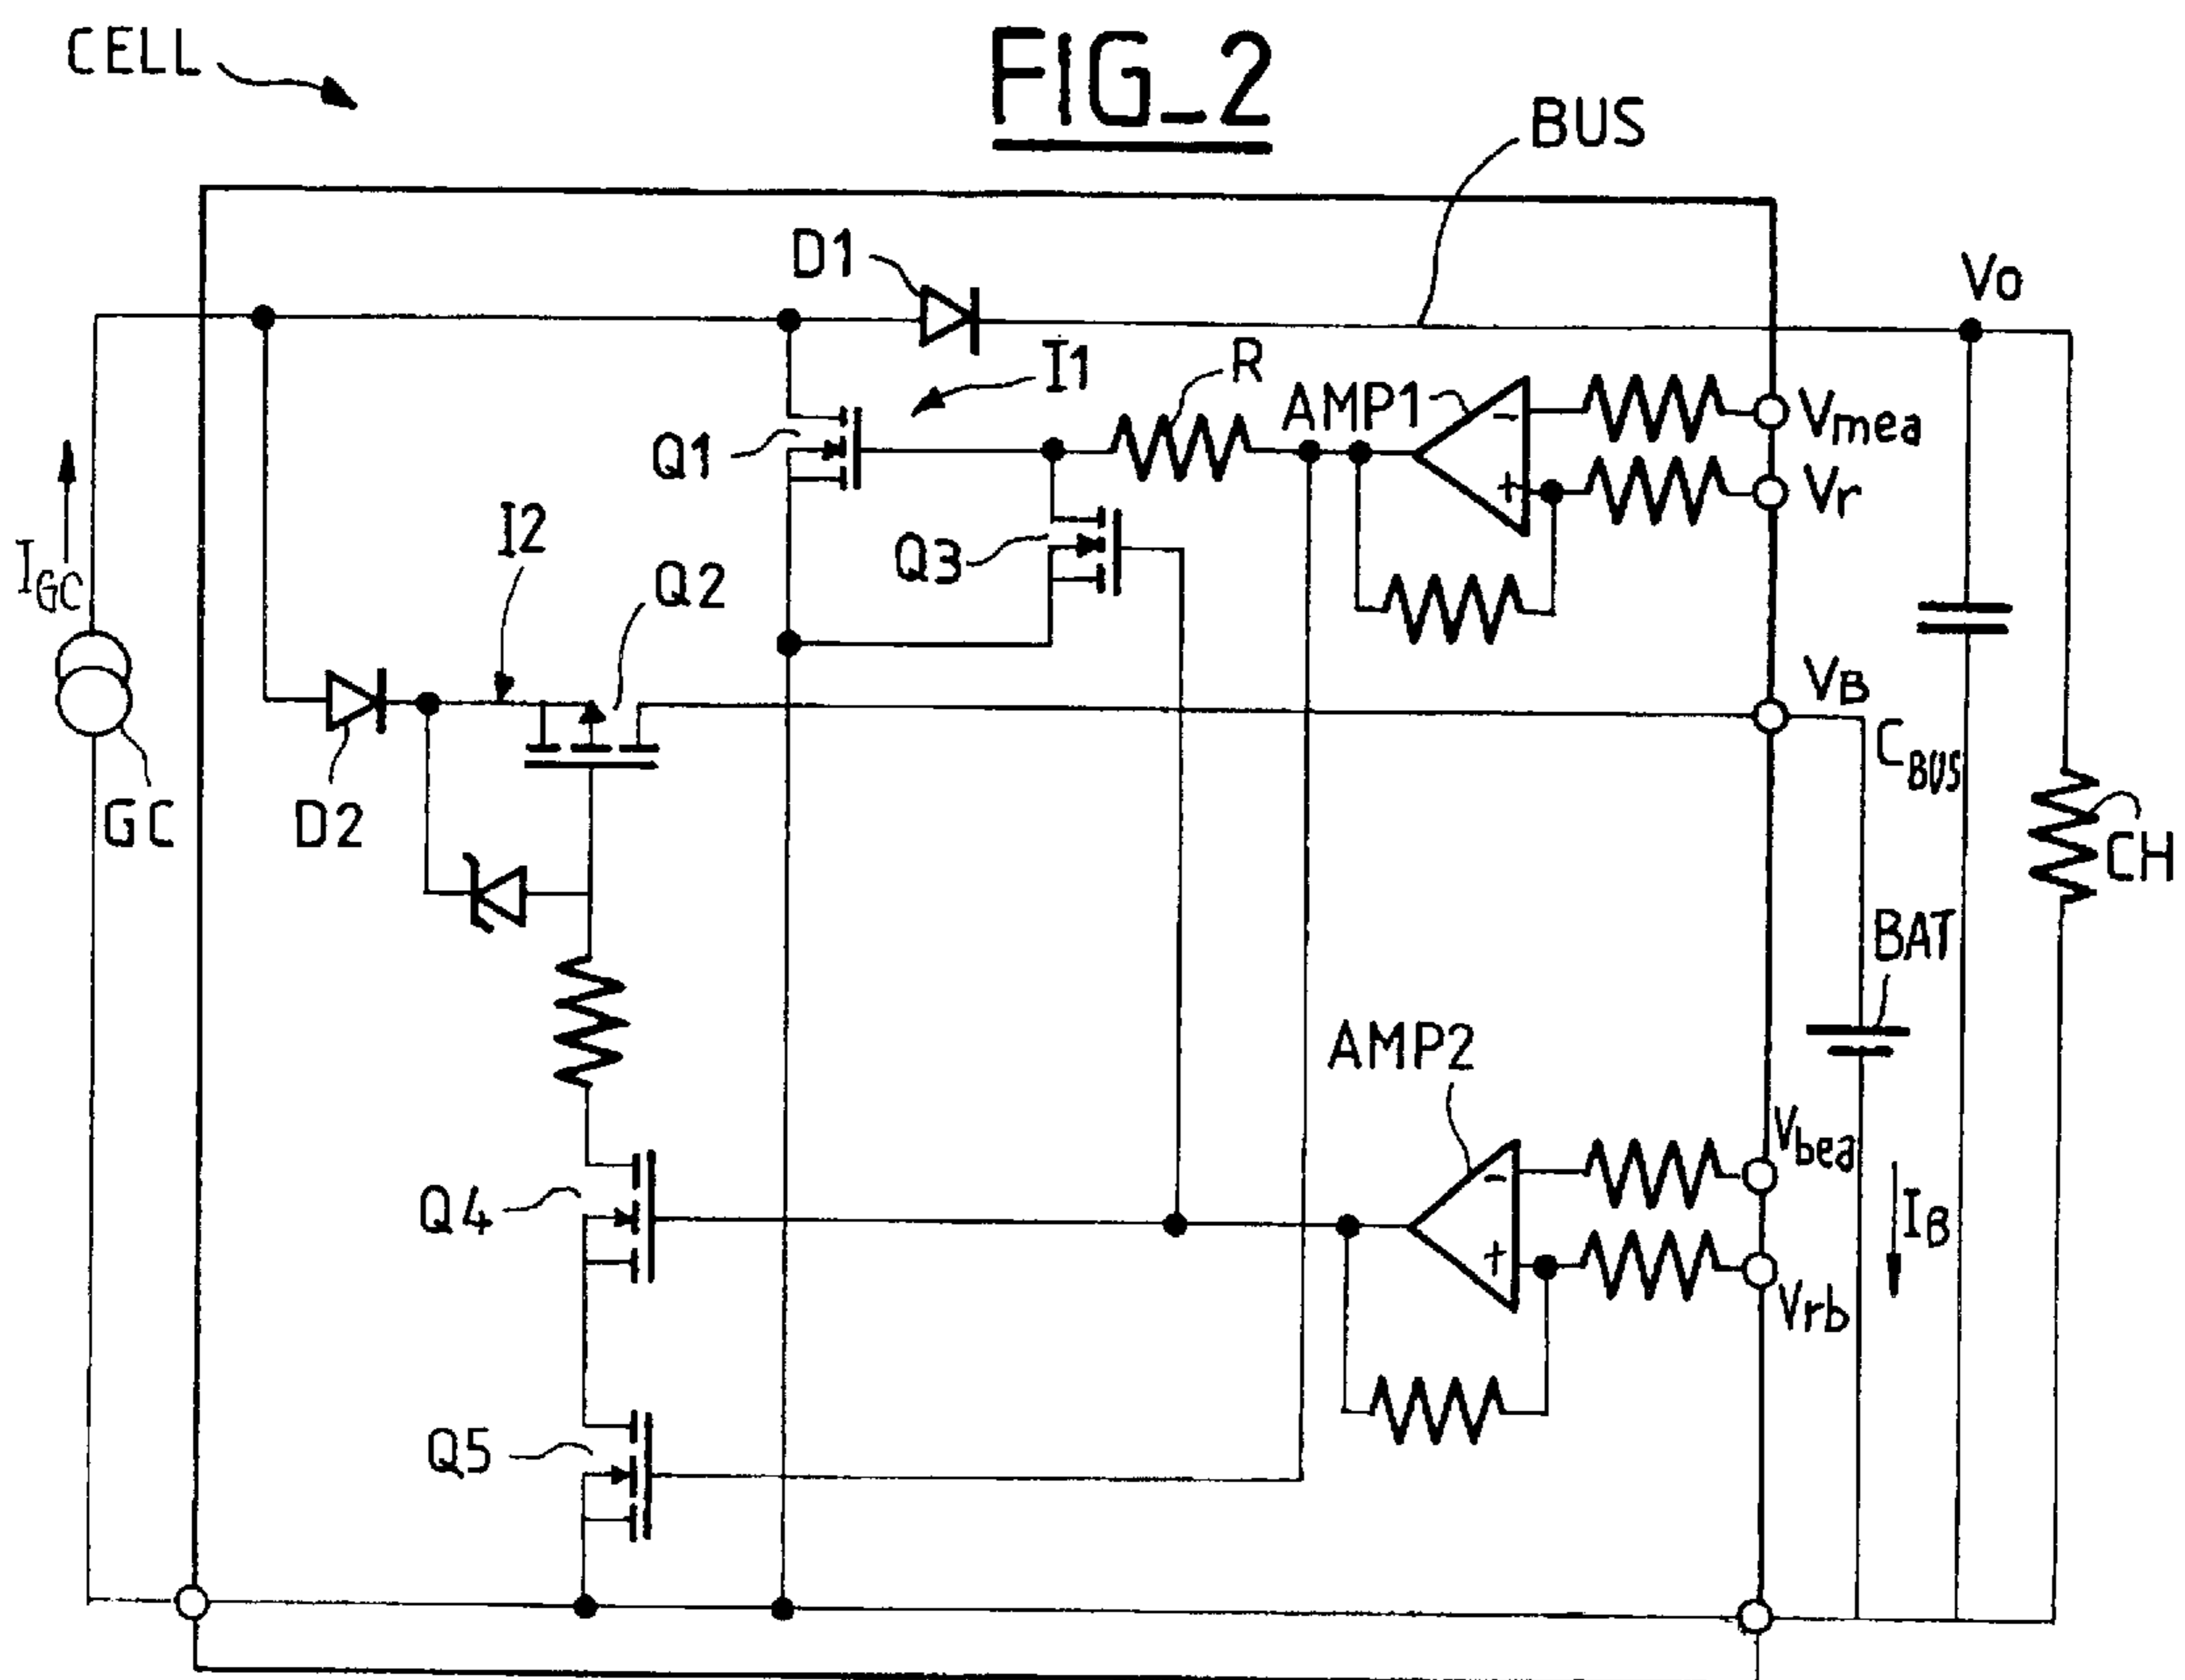 CELL
FIG_2
BUS
D1
Vo
I1
R
AMP1
-
Vmea
Q1
+
Vr
I2
Q3
IGC
Q2
VB
CBUS
GC
D2
CH
BAT
AMP2
Vbea
-
Q4
IB
+
Vrb
Q5